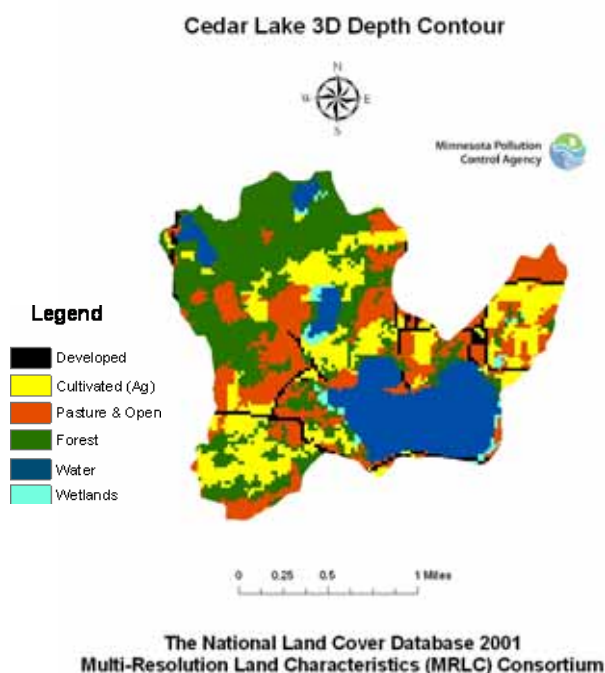 Cedar Lake 3D Depth Contour
N
W E
S
Minnesota Pollution
Control Agency
Legend
Developed
Cultivated (Ag)
Pasture & Open
Forest
Water
Wetlands
0 0.25 0.5 1 Miles
The National Land Cover Database 2001
Multi-Resolution Land Characteristics (MRLC) Consortium